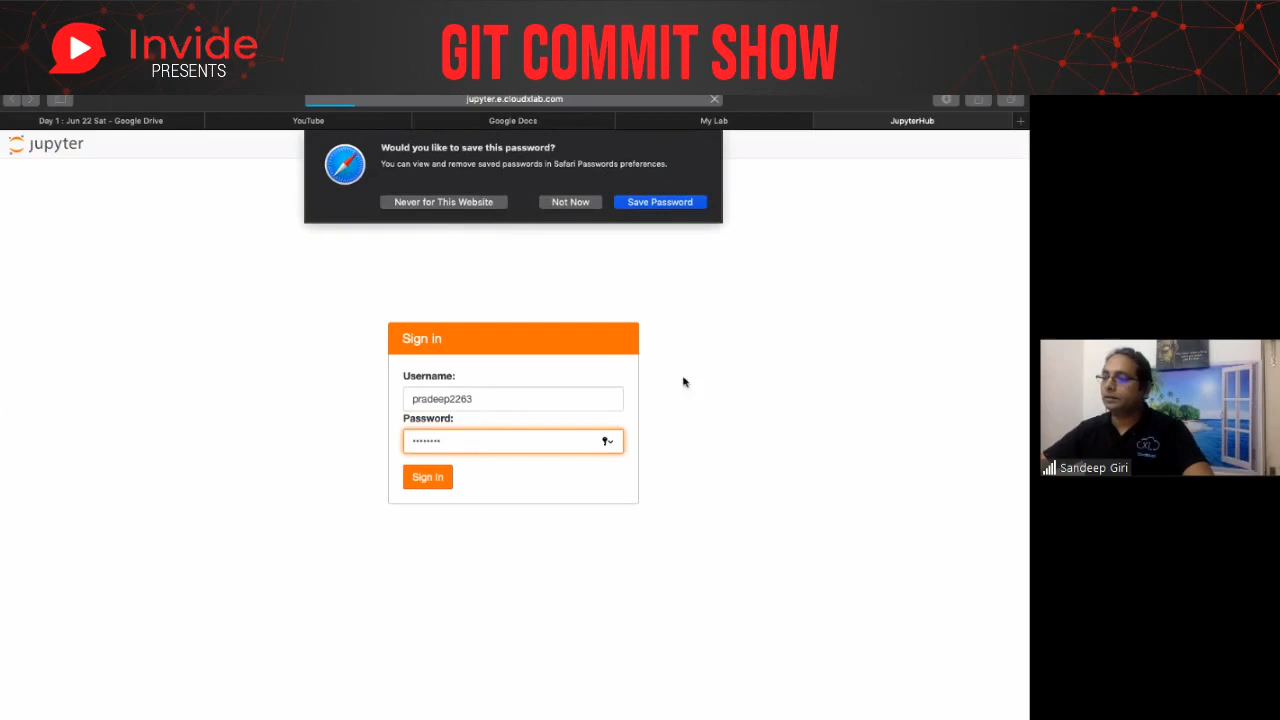 Invide
PRESENTS
GIT COMMIT SHOW
jupyter.e.cloudxlab.com
Day 1 : Jun 22 Sat - Google Drive
YouTube
Google Docs
My Lab
JupyterHub
jupyter
Would you like to save this password?
You can view and remove saved passwords in Safari Passwords preferences.
Never for This Website
Not Now
Save Password
Sign in
Username:
pradeep2263
Password:
••••••••
Sign In
XL
Sandeep Giri